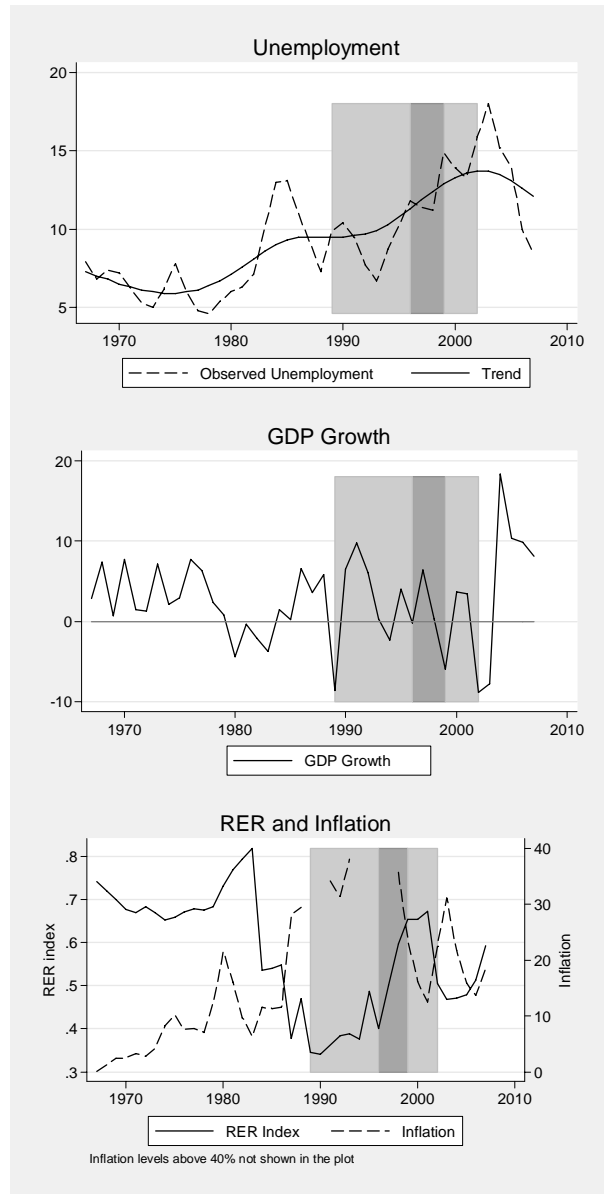 Unemployment
20
15
10
5
1970 1980 1990 2000 2010
Observed Unemployment Trend
GDP Growth
20
10
0
-10
1970 1980 1990 2000 2010
GDP Growth
RER and Inflation
.8
.7
.6
.5
.4
.3
RER index
40
30
20
10
0
Inflation
1970 1980 1990 2000 2010
RER Index Inflation
Inflation levels above 40% not shown in the plot